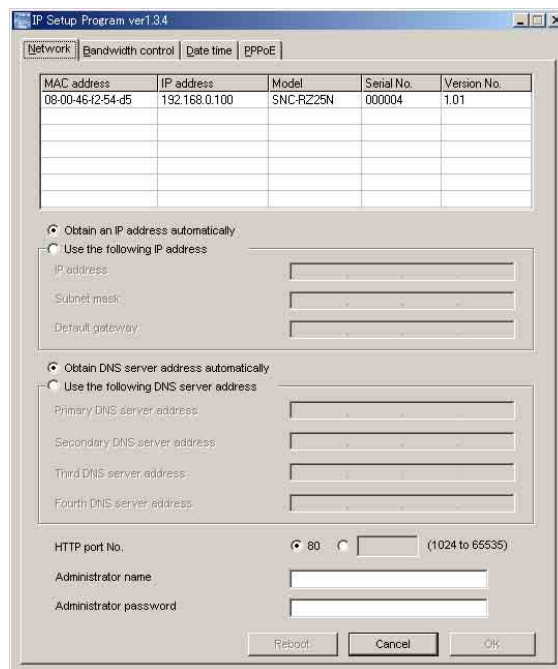 IP Setup Program ver1.3.4
Network Bandwidth control Date time PPPoE
MAC address IP address Model Serial No. Version No.
08-00-46-f2-54-d5 192.168.0.100 SNC-RZ25N 000004 1.01
Obtain an IP address automatically
Use the following IP address
IP address
Subnet mask
Default gateway
Obtain DNS server address automatically
Use the following DNS server address
Primary DNS server address
Secondary DNS server address
Third DNS server address
Fourth DNS server address
HTTP port No. 80 (1024 to 65535)
Administrator name
Administrator password
Reboot Cancel OK